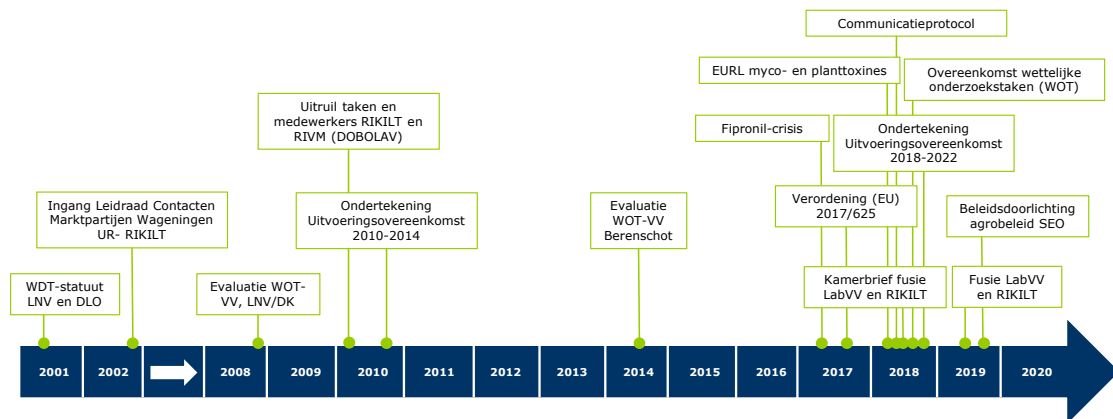 Communicatieprotocol
EURL myco- en planttoxines
Overeenkomst wettelijke
onderzoekstaken (WOT)
Uitruil taken en
medewerkers RIKILT en
RIVM (DOBOLAV)
Fipronil-crisis
Ondertekening
Uitvoeringsovereenkomst
2018-2022
Ingang Leidraad Contacten
Marktpartijen Wageningen
UR- RIKILT
Ondertekening
Uitvoeringsovereenkomst
2010-2014
Evaluatie
WOT-VV
Berenschot
Verordening (EU)
2017/625
Beleidsdoorlichting
agrobeleid SEO
WDT-statuut
LNV en DLO
Evaluatie WOT-
VV, LNV/DK
Kamerbrief fusie
LabVV en RIKILT
Fusie LabVV
en RIKILT
2001 2002 2008 2009 2010 2011 2012 2013 2014 2015 2016 2017 2018 2019 2020